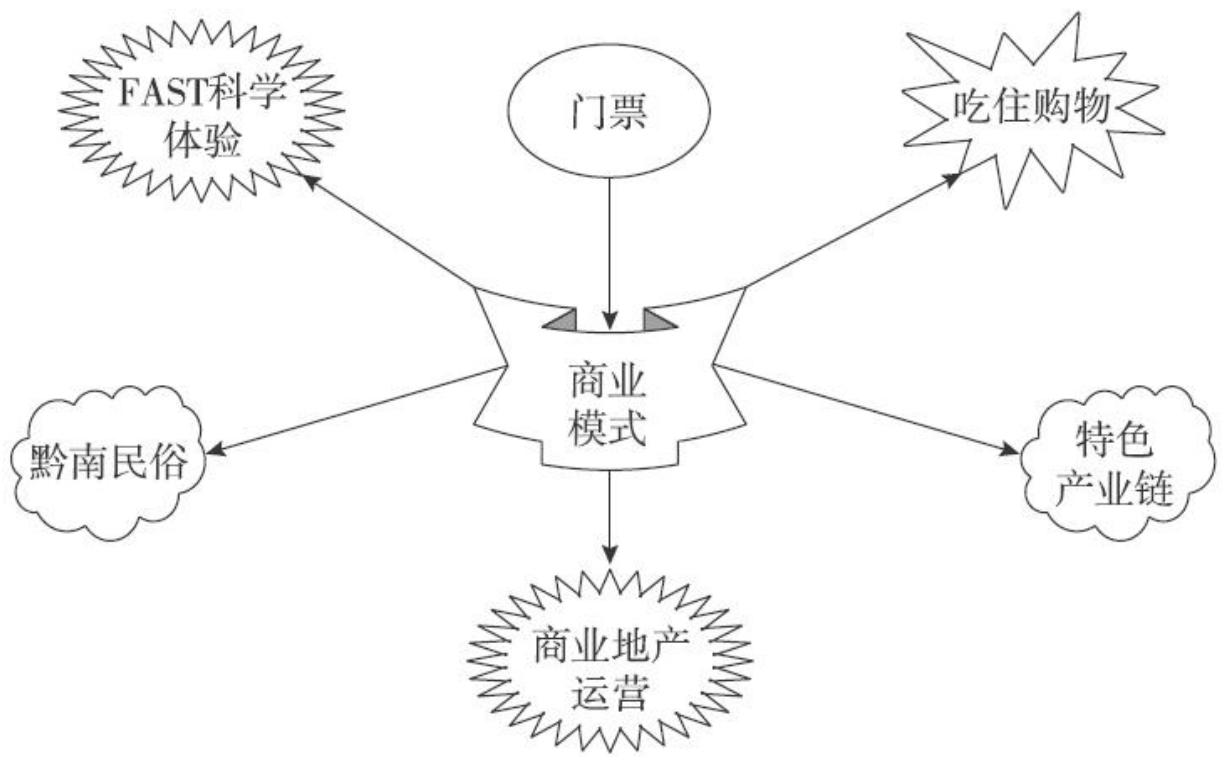 FAST科学
体验
门票
吃住购物
商业
模式
黔南民俗
特色
产业链
商业地产
运营